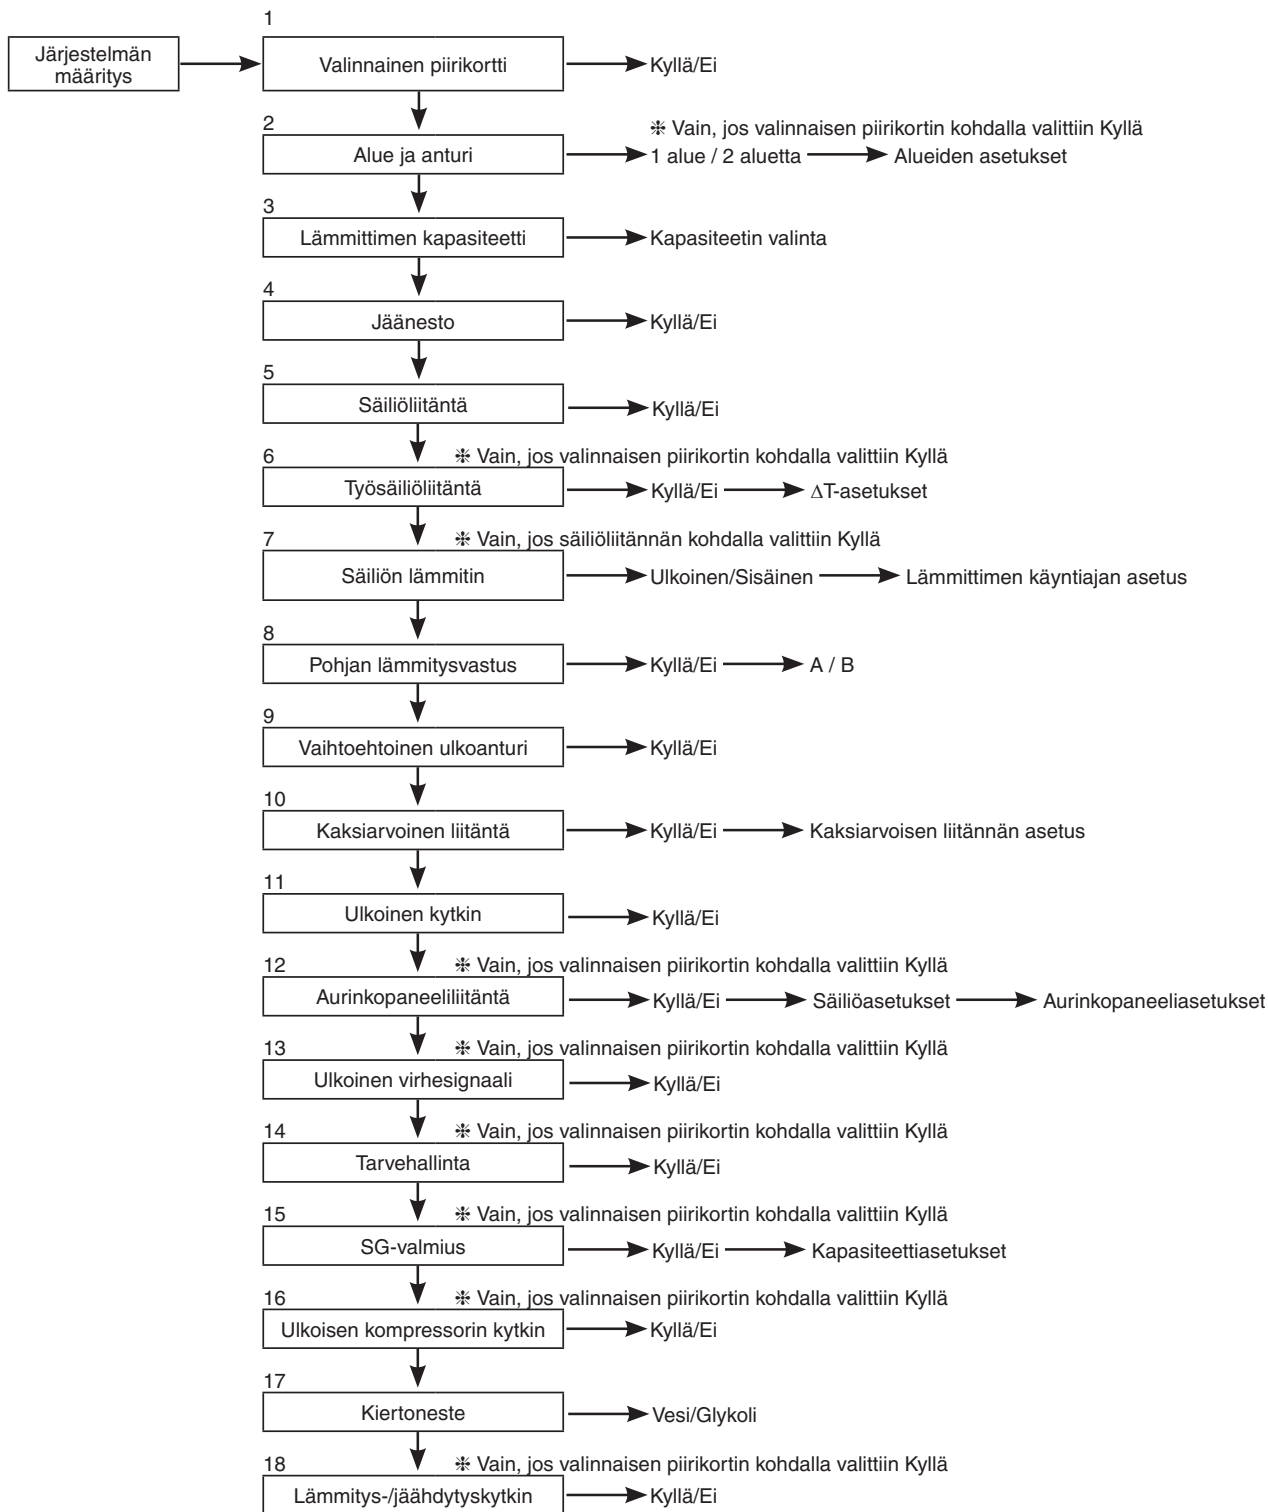 1
Järjestelmän
määritys
Valinnainen piirikortti
Kyllä/Ei
2
❉ Vain, jos valinnaisen piirikortin kohdalla valittiin Kyllä
Alue ja anturi
1 alue / 2 aluetta
Alueiden asetukset
3
Lämmittimen kapasiteetti
Kapasiteetin valinta
4
Jäänesto
Kyllä/Ei
5
Säiliöliitäntä
Kyllä/Ei
6
❉ Vain, jos valinnaisen piirikortin kohdalla valittiin Kyllä
Työsäiliöliitäntä
Kyllä/Ei
ΔT-asetukset
7
❉ Vain, jos säiliöliitännän kohdalla valittiin Kyllä
Säiliön lämmitin
Ulkoinen/Sisäinen
Lämmittimen käyntiajan asetus
8
Pohjan lämmitysvastus
Kyllä/Ei
A / B
9
Vaihtoehtoinen ulkoanturi
Kyllä/Ei
10
Kaksiarvoinen liitäntä
Kyllä/Ei
Kaksiarvoisen liitännän asetus
11
Ulkoinen kytkin
Kyllä/Ei
12
❉ Vain, jos valinnaisen piirikortin kohdalla valittiin Kyllä
Aurinkopaneeliliitäntä
Kyllä/Ei
Säiliöasetukset
Aurinkopaneeliasetukset
13
❉ Vain, jos valinnaisen piirikortin kohdalla valittiin Kyllä
Ulkoinen virhesignaali
Kyllä/Ei
14
❉ Vain, jos valinnaisen piirikortin kohdalla valittiin Kyllä
Tarvehallinta
Kyllä/Ei
15
❉ Vain, jos valinnaisen piirikortin kohdalla valittiin Kyllä
SG-valmius
Kyllä/Ei
Kapasiteettiasetukset
16
❉ Vain, jos valinnaisen piirikortin kohdalla valittiin Kyllä
Ulkoisen kompressorin kytkin
Kyllä/Ei
17
Kiertoneste
Vesi/Glykoli
18
❉ Vain, jos valinnaisen piirikortin kohdalla valittiin Kyllä
Lämmitys-/jäähdytyskytkin
Kyllä/Ei